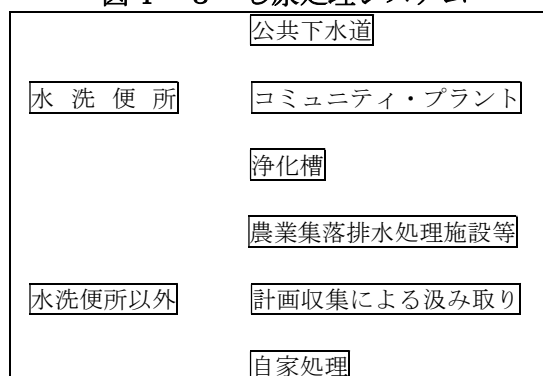 図 4－3 し尿処理システム
公共下水道
水 洗 便 所 コミュニティ・プラント
浄化槽
農業集落排水処理施設等
水洗便所以外 計画収集による汲み取り
自家処理